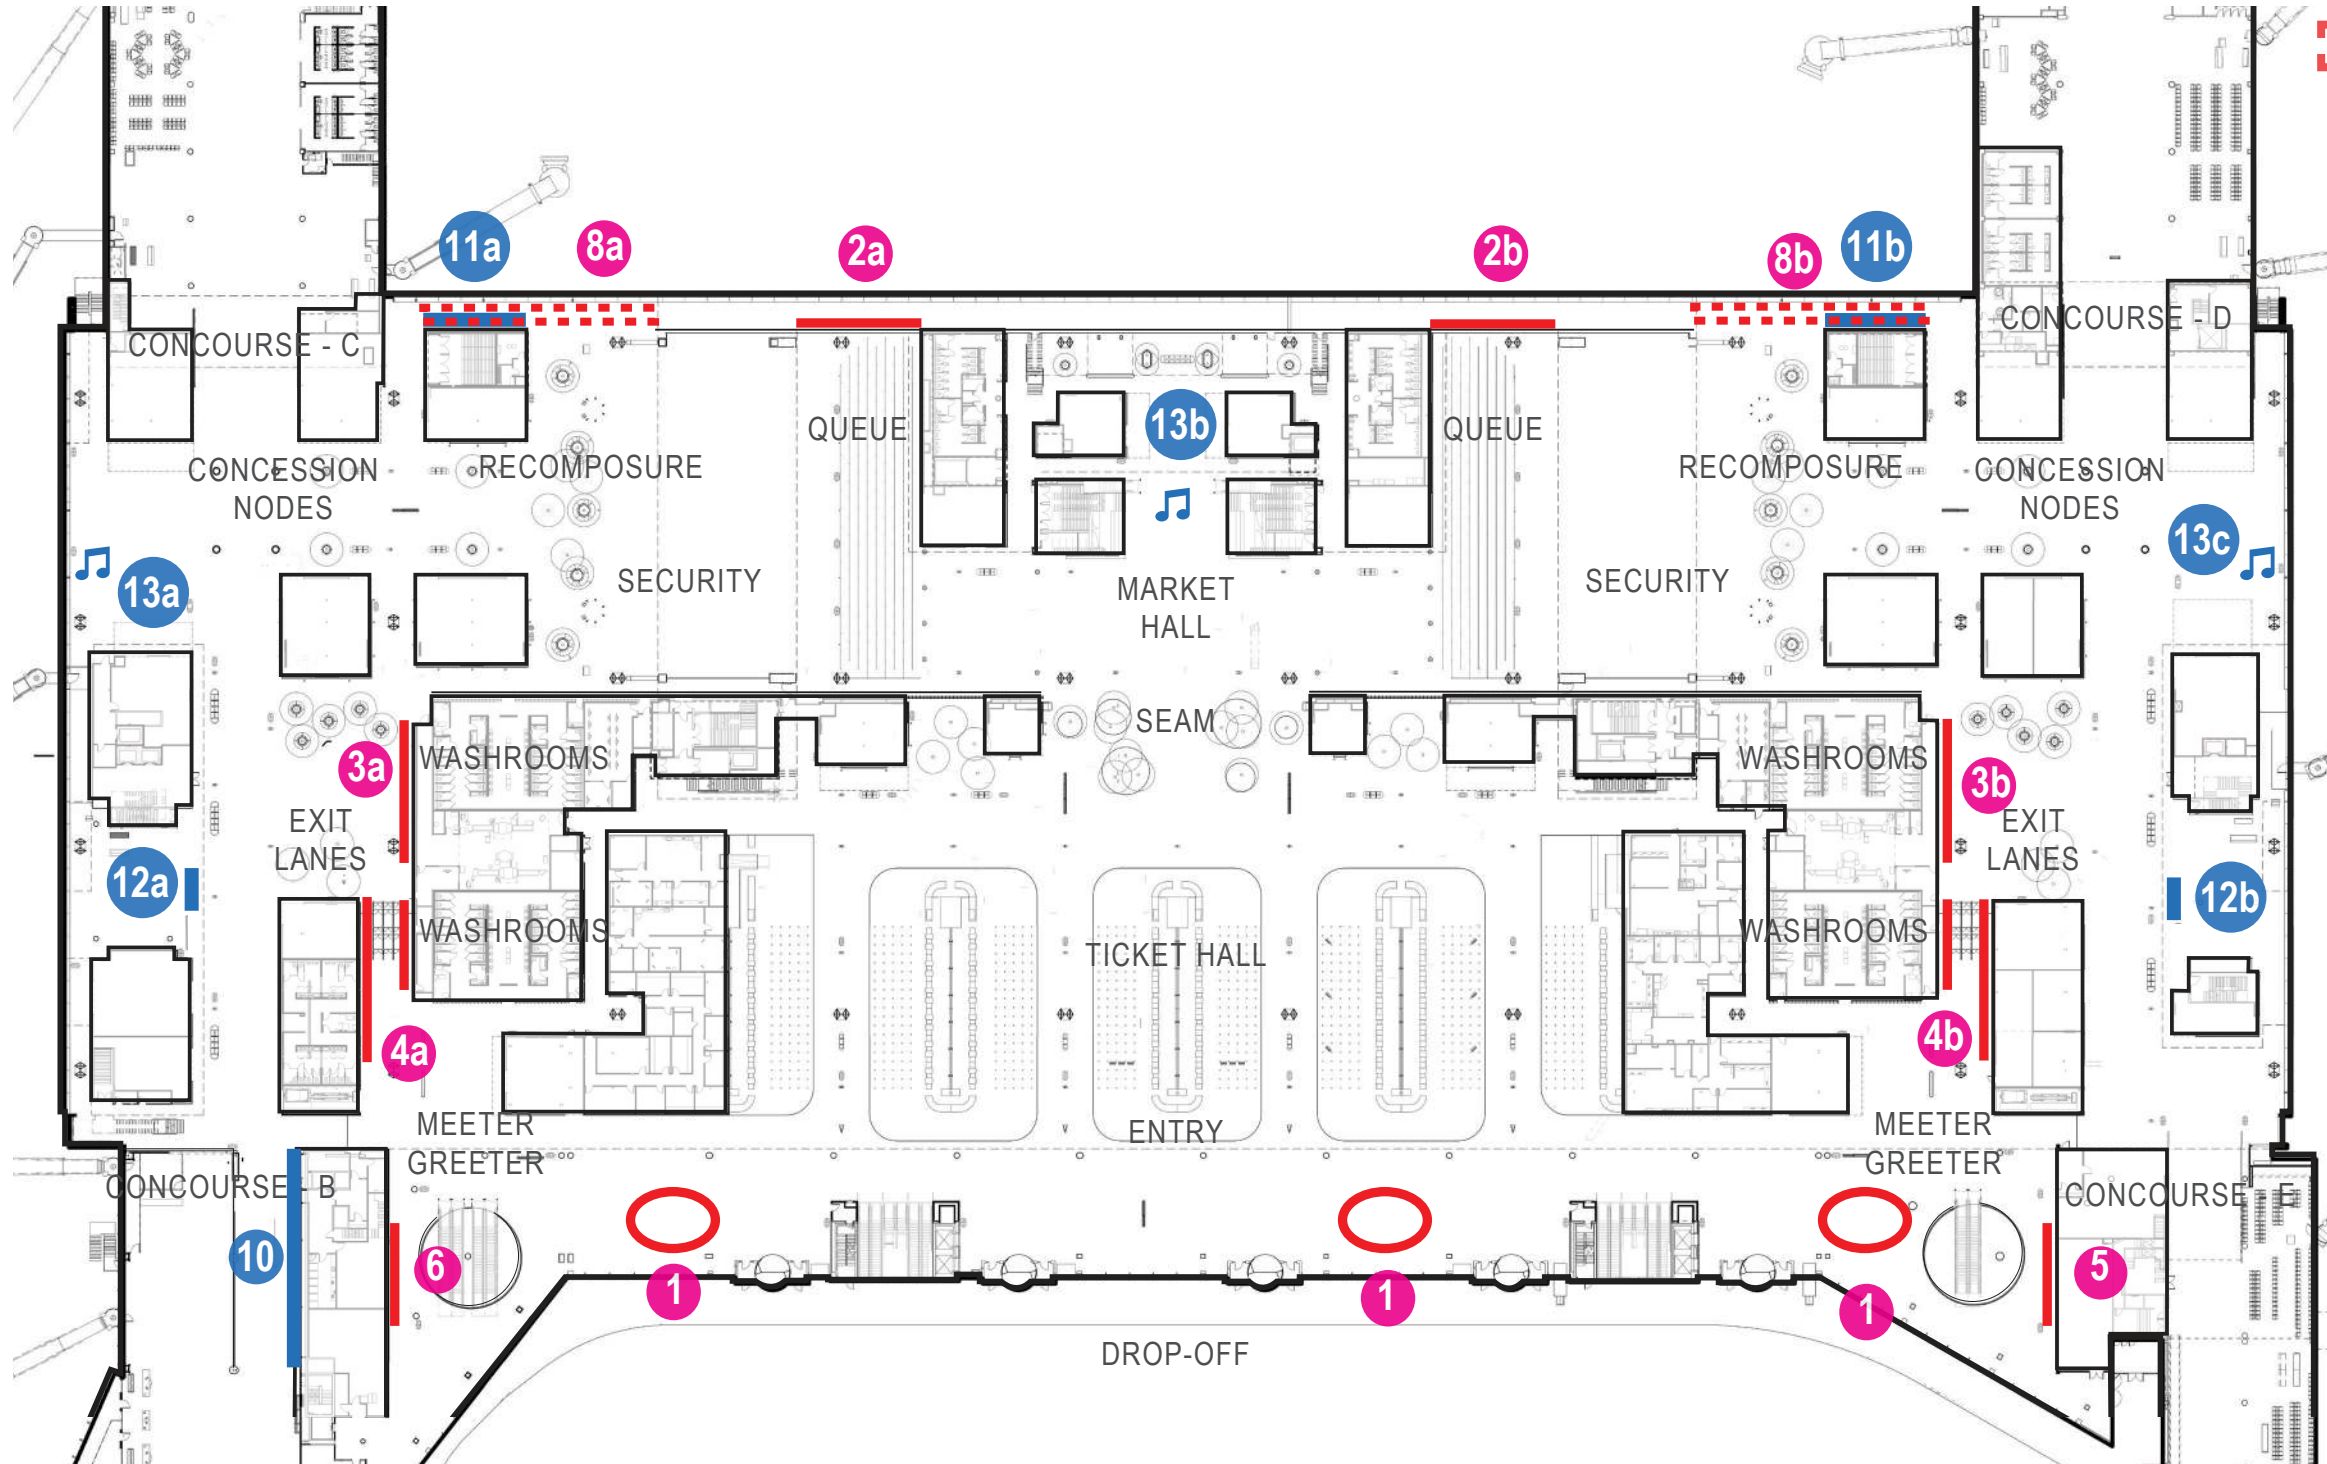 11a
8a
2a
2b
8b
11b
CONCOURSE - C
CONCOURSE - D
QUEUE
13b
QUEUE
CONCESSION
NODES
RECOMPOSURE
RECOMPOSURE
CONCESSION
NODES
13a
SECURITY
MARKET
HALL
SECURITY
13c
SEAM
3a
WASHROOMS
WASHROOMS
3b
EXIT
LANES
EXIT
LANES
12a
WASHROOMS
TICKET HALL
WASHROOMS
12b
4a
4b
MEETER
GREETER
ENTRY
MEETER
GREETER
CONCOURSE - B
CONCOURSE - E
10
6
1
1
1
5
DROP-OFF